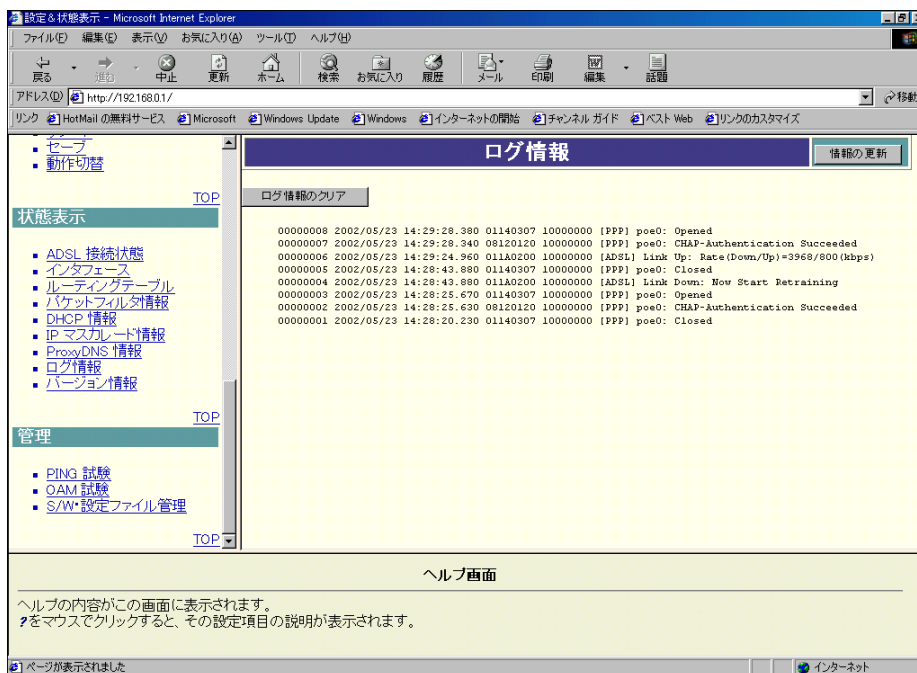 設定＆状態表示 - Microsoft Internet Explorer
ファイル(F) 編集(E) 表示(V) お気に入り(A) ツール(T) ヘルプ(H)
戻る 進む 中止 更新 ホーム 検索 お気に入り 履歴 メール 印刷 編集 話題
アドレス(D) http://192.168.0.1/ 移動
リンク HotMail の無料サービス Microsoft Windows Update Windows インターネットの開始 チャンネル ガイド ベスト Web リンクのカスタマイズ
セーブ
動作切替
TOP
状態表示
ADSL 接続状態
インタフェース
ルーティングテーブル
パケットフィルタ情報
DHCP 情報
IP マスカレード情報
ProxyDNS 情報
ログ情報
バージョン情報
TOP
管理
PING 試験
OAM 試験
S/W・設定ファイル管理
TOP
ログ情報
情報の更新
ログ情報のクリア
00000008 2002/05/23 14:29:28.380 01140307 10000000 [PPP] poe0: Opened
00000007 2002/05/23 14:29:28.340 08120120 10000000 [PPP] poe0: CHAP-Authentication Succeeded
00000006 2002/05/23 14:29:24.960 011A0200 10000000 [ADSL] Link Up: Rate(Down/Up)=3968/800(kbps)
00000005 2002/05/23 14:28:43.880 01140307 10000000 [PPP] poe0: Closed
00000004 2002/05/23 14:28:43.880 011A0200 10000000 [ADSL] Link Down: Now Start Retraining
00000003 2002/05/23 14:28:25.670 01140307 10000000 [PPP] poe0: Opened
00000002 2002/05/23 14:28:25.630 08120120 10000000 [PPP] poe0: CHAP-Authentication Succeeded
00000001 2002/05/23 14:28:20.230 01140307 10000000 [PPP] poe0: Closed
ヘルプ画面
ヘルプの内容がこの画面に表示されます。
?をマウスでクリックすると、その設定項目の説明が表示されます。
ページが表示されました インターネット